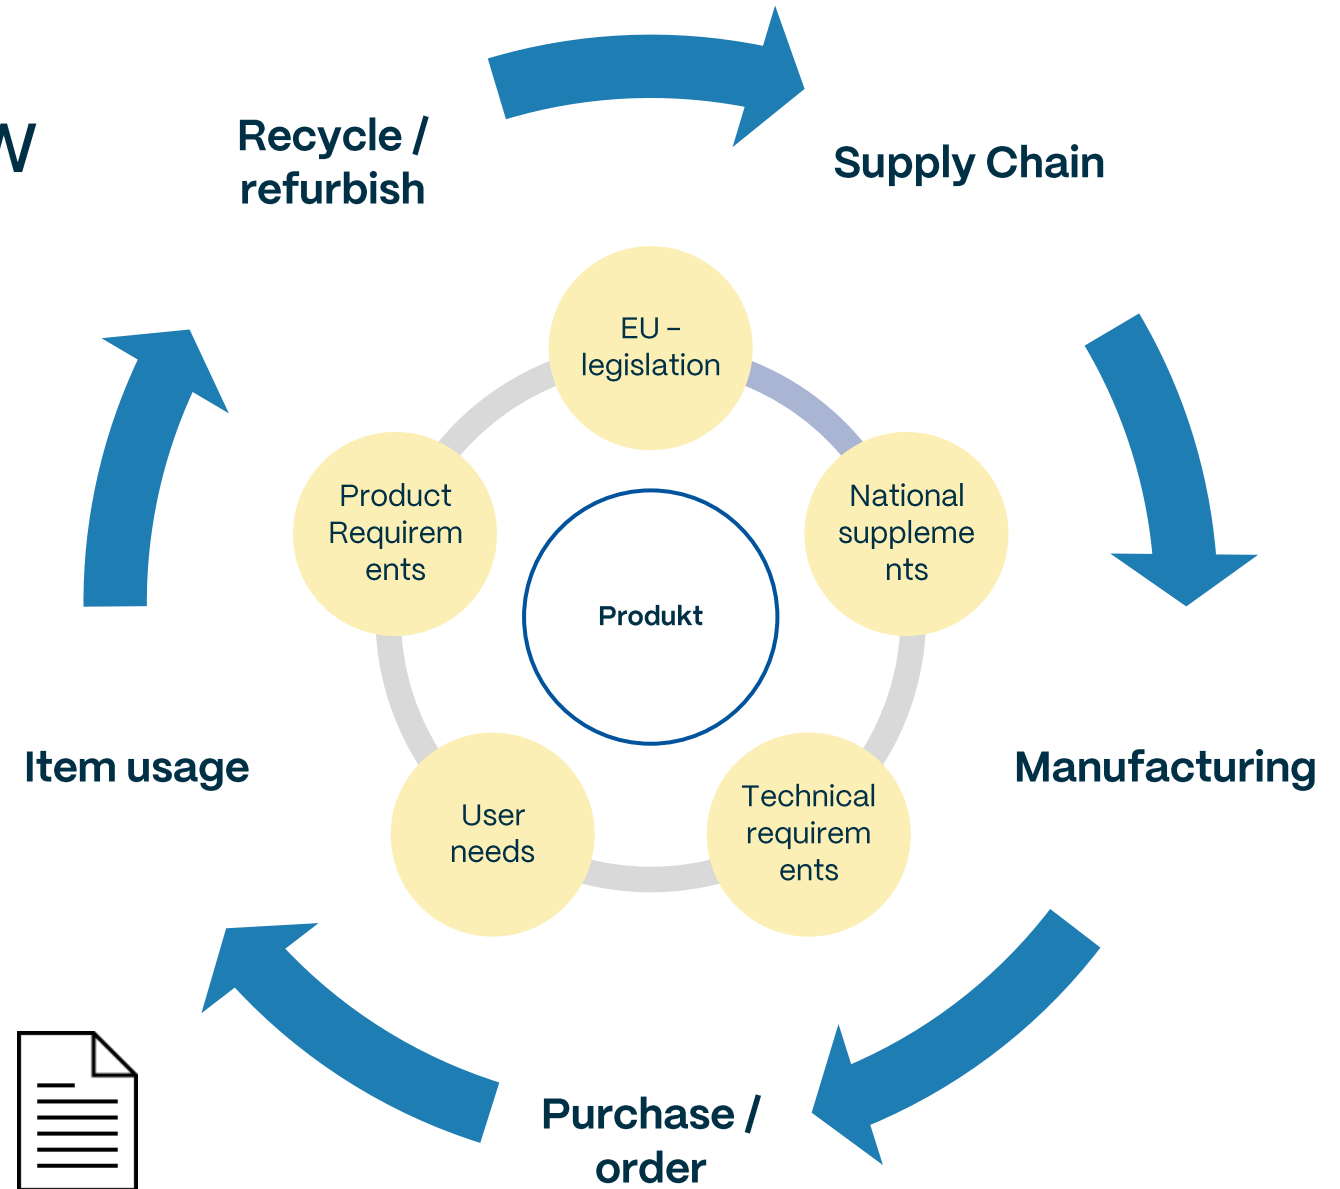 w
Recycle /
refurbish
Supply Chain
EU –
legislation
Product
Requirem
ents
National
suppleme
nts
Produkt
Item usage
Manufacturing
User
needs
Technical
requirem
ents
Purchase /
order